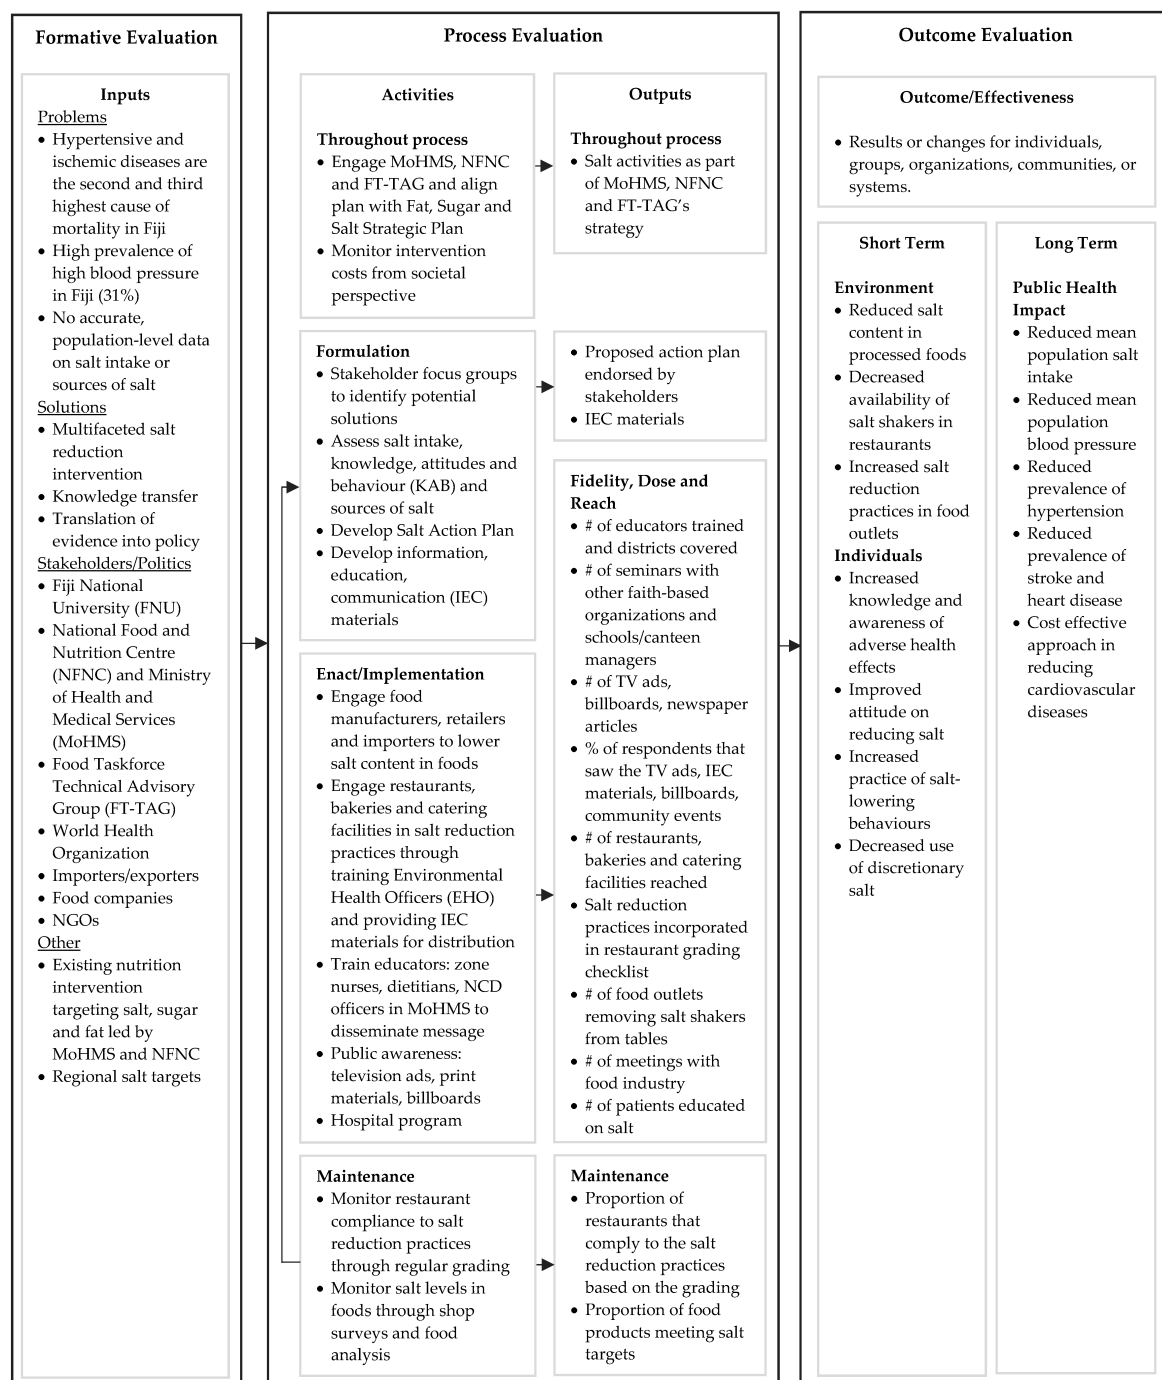 Formative Evaluation
Inputs
Problems
• Hypertensive and
ischemic diseases are
the second and third
highest cause of
mortality in Fiji
• High prevalence of
high blood pressure
in Fiji (31%)
• No accurate,
population-level data
on salt intake or
sources of salt
Solutions
• Multifaceted salt
reduction
intervention
• Knowledge transfer
• Translation of
evidence into policy
Stakeholders/Politics
• Fiji National
University (FNU)
• National Food and
Nutrition Centre
(NFNC) and Ministry
of Health and
Medical Services
(MoHMS)
• Food Taskforce
Technical Advisory
Group (FT-TAG)
• World Health
Organization
• Importers/exporters
• Food companies
• NGOs
Other
• Existing nutrition
intervention
targeting salt, sugar
and fat led by
MoHMS and NFNC
• Regional salt targets
Process Evaluation
Activities
Throughout process
• Engage MoHMS, NFNC
and FT-TAG and align
plan with Fat, Sugar and
Salt Strategic Plan
• Monitor intervention
costs from societal
perspective
Outputs
Throughout process
• Salt activities as part
of MoHMS, NFNC
and FT-TAG's
strategy
Formulation
• Stakeholder focus groups
to identify potential
solutions
• Assess salt intake,
knowledge, attitudes and
behaviour (KAB) and
sources of salt
• Develop Salt Action Plan
• Develop information,
education,
communication (IEC)
materials
• Proposed action plan
endorsed by
stakeholders
• IEC materials
Enact/Implementation
• Engage food
manufacturers, retailers
and importers to lower
salt content in foods
• Engage restaurants,
bakeries and catering
facilities in salt reduction
practices through
training Environmental
Health Officers (EHO)
and providing IEC
materials for distribution
• Train educators: zone
nurses, dietitians, NCD
officers in MoHMS to
disseminate message
• Public awareness:
television ads, print
materials, billboards
• Hospital program
Fidelity, Dose and
Reach
• # of educators trained
and districts covered
• # of seminars with
other faith-based
organizations and
schools/canteen
managers
• # of TV ads,
billboards, newspaper
articles
• % of respondents that
saw the TV ads, IEC
materials, billboards,
community events
• # of restaurants,
bakeries and catering
facilities reached
• Salt reduction
practices incorporated
in restaurant grading
checklist
• # of food outlets
removing salt shakers
from tables
• # of meetings with
food industry
• # of patients educated
on salt
Maintenance
• Monitor restaurant
compliance to salt
reduction practices
through regular grading
• Monitor salt levels in
foods through shop
surveys and food
analysis
Maintenance
• Proportion of
restaurants that
comply to the salt
reduction practices
based on the grading
• Proportion of food
products meeting salt
targets
Outcome Evaluation
Outcome/Effectiveness
• Results or changes for individuals,
groups, organizations, communities, or
systems.
Short Term
Environment
• Reduced salt
content in
processed foods
• Decreased
availability of
salt shakers in
restaurants
• Increased salt
reduction
practices in food
outlets
Individuals
• Increased
knowledge and
awareness of
adverse health
effects
• Improved
attitude on
reducing salt
• Increased
practice of salt-
lowering
behaviours
• Decreased use
of discretionary
salt
Long Term
Public Health
Impact
• Reduced mean
population salt
intake
• Reduced mean
population
blood pressure
• Reduced
prevalence of
hypertension
• Reduced
prevalence of
stroke and
heart disease
• Cost effective
approach in
reducing
cardiovascular
diseases